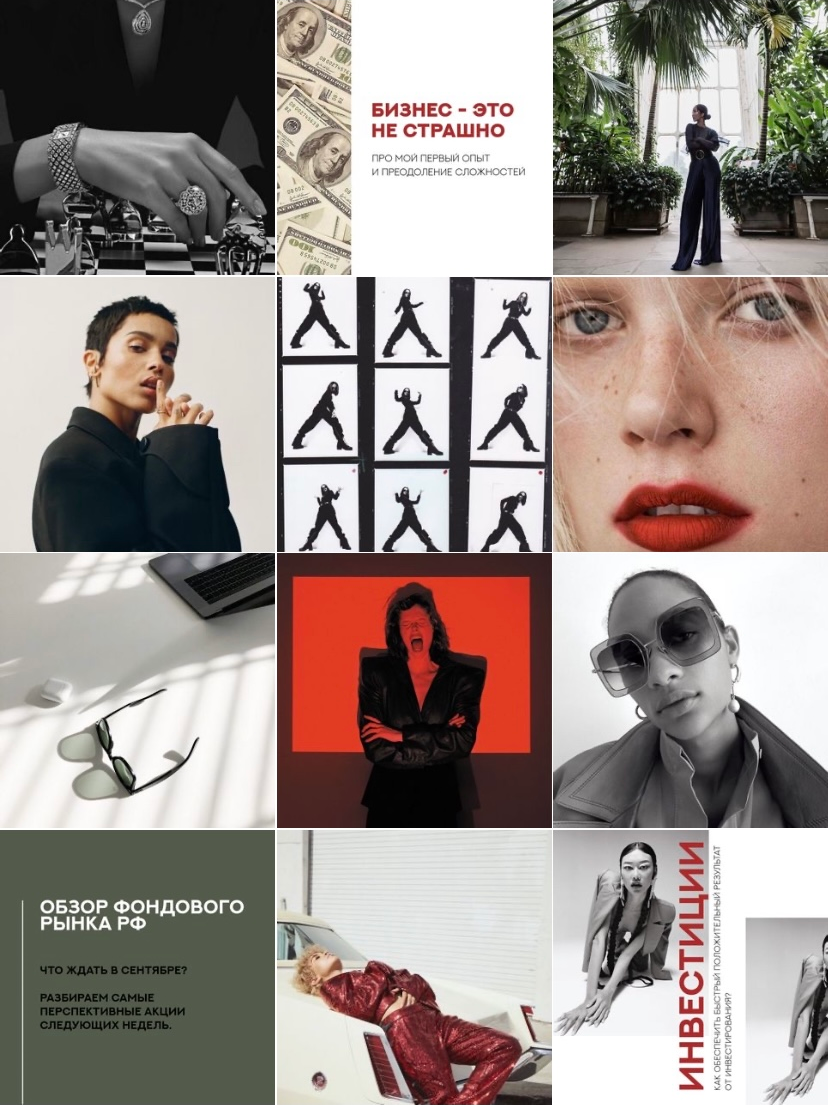 БИЗНЕС - ЭТО
НЕ СТРАШНО
ПРО МОЙ ПЕРВЫЙ ОПЫТ
И ПРЕОДОЛЕНИЕ СЛОЖНОСТЕЙ
ОБЗОР ФОНДОВОГО
РЫНКА РФ
ЧТО ЖДАТЬ В СЕНТЯБРЕ?
РАЗБИРАЕМ САМЫЕ
ПЕРСПЕКТИВНЫЕ АКЦИИ
СЛЕДУЮЩИХ НЕДЕЛЬ.
ИНВЕСТИЦИИ
КАК ОБЕСПЕЧИТЬ БЫСТРЫЙ ПОЛОЖИТЕЛЬНЫЙ РЕЗУЛЬТАТ
ОТ ИНВЕСТИРОВАНИЯ?